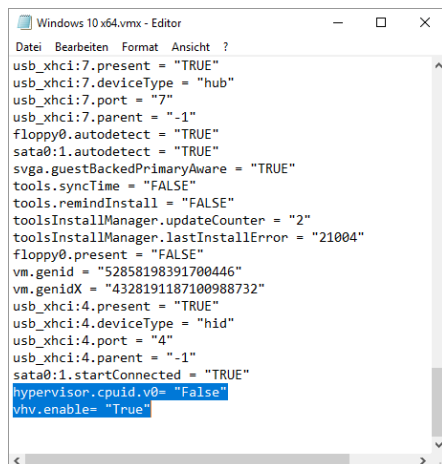 Windows 10 x64.vmx - Editor
Datei Bearbeiten Format Ansicht ?
usb_xhci:7.present = "TRUE"
usb_xhci:7.deviceType = "hub"
usb_xhci:7.port = "7"
usb_xhci:7.parent = "-1"
floppy0.autodetect = "TRUE"
sata0:1.autodetect = "TRUE"
svga.guestBackedPrimaryAware = "TRUE"
tools.syncTime = "FALSE"
tools.remindInstall = "FALSE"
toolsInstallManager.updateCounter = "2"
toolsInstallManager.lastInstallError = "21004"
floppy0.present = "FALSE"
vm.genid = "52858198391700446"
vm.genidX = "4328191187100988732"
usb_xhci:4.present = "TRUE"
usb_xhci:4.deviceType = "hid"
usb_xhci:4.port = "4"
usb_xhci:4.parent = "-1"
sata0:1.startConnected = "TRUE"
hypervisor.cpuid.v0= "False"
vhv.enable= "True"